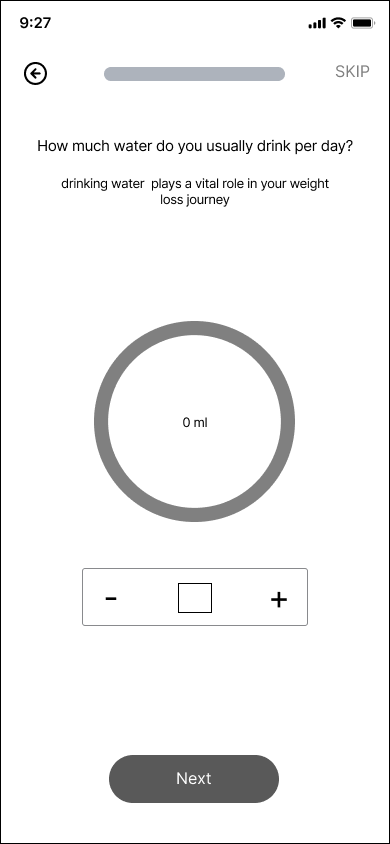 9:27
SKIP
How much water do you usually drink per day?
drinking water  plays a vital role in your weight
loss journey
0 ml
- +
Next